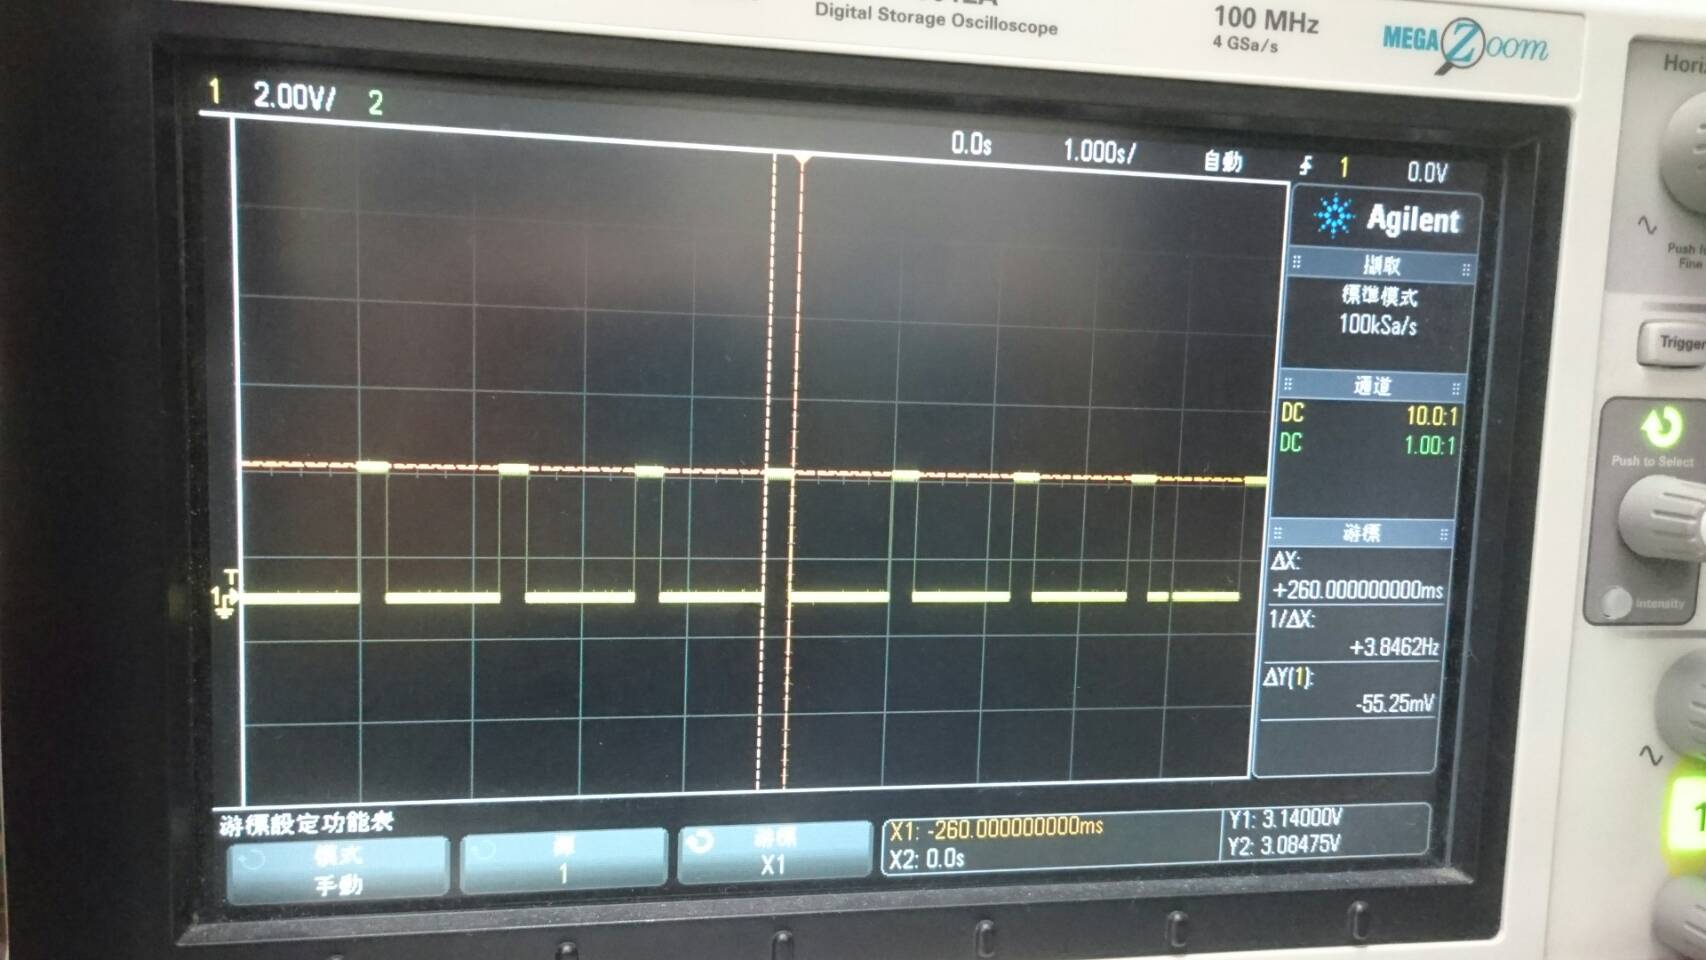 Digital Storage Oscilloscope
100 MHz
4 GSa/s
MEGA Zoom
1 2.00V/ 2
0.0s 1.000s/ 自動 1 0.0V
Agilent
擷取
標準模式
100kSa/s
通道
DC 10.0:1
DC 1.00:1
游標
ΔX:
+260.000000000ms
1/ΔX:
+3.8462Hz
ΔY(1):
-55.25mV
T
1
游標設定功能表
模式
手動
源
1
游標
X1
X1: -260.000000000ms
X2: 0.0s
Y1: 3.14000V
Y2: 3.08475V
Push to Select
Intensity
Trigger
Fine
1